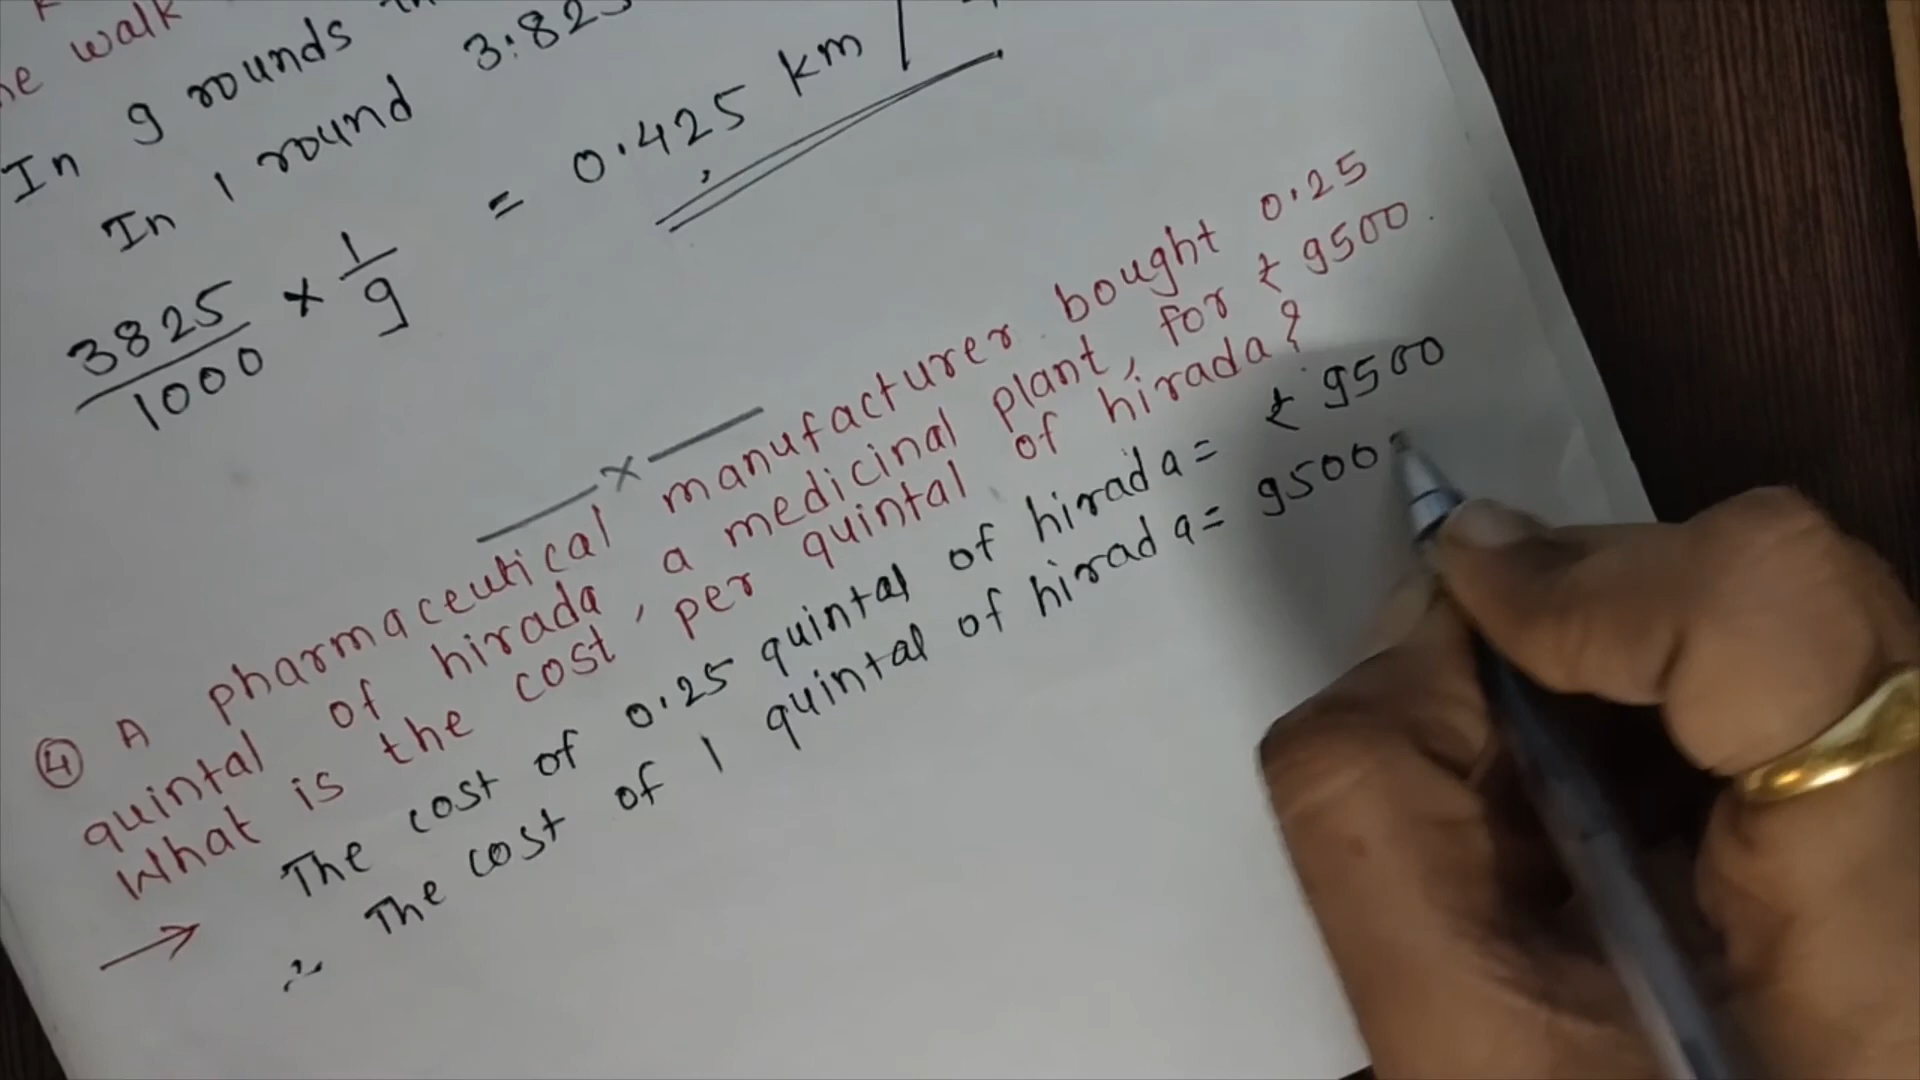 he walk
In 9 rounds
In 1 round 3.825
3825/1000 × 1/9 = 0.425 km
x
④ A pharmaceutical manufacturer bought 0.25
quintal of hirada, a medicinal plant, for ₹ 9500.
What is the cost, per quintal of hirada?
→ The cost of 0.25 quintal of hirada = ₹ 9500
∴ The cost of 1 quintal of hirada = 9500